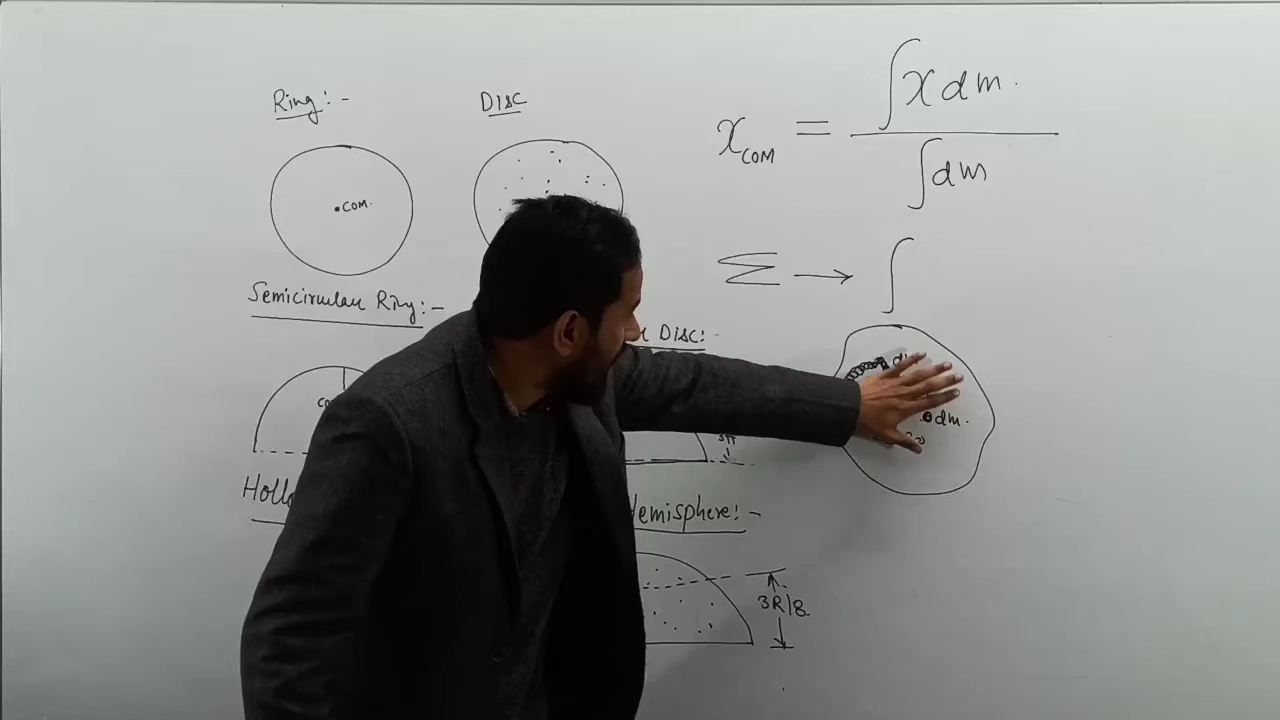 Ring:-
Disc
•COM.
x_COM = ∫x dm / ∫dm
Σ → ∫
Semicircular Ring:-
Disc:-
dm.
Hemisphere:-
3R/8